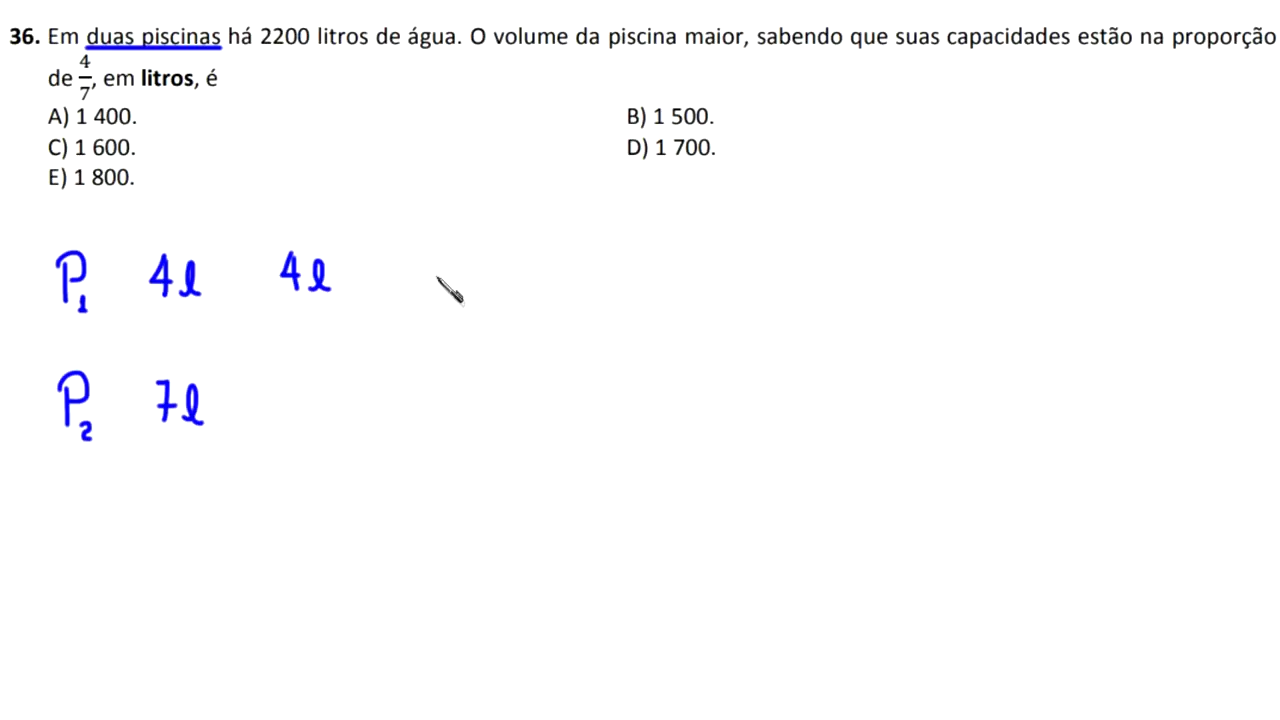 36. Em duas piscinas há 2200 litros de água. O volume da piscina maior, sabendo que suas capacidades estão na proporção
de 4/7, em litros, é
A) 1 400. B) 1 500.
C) 1 600. D) 1 700.
E) 1 800.
P1 4l 4l
P2 7l